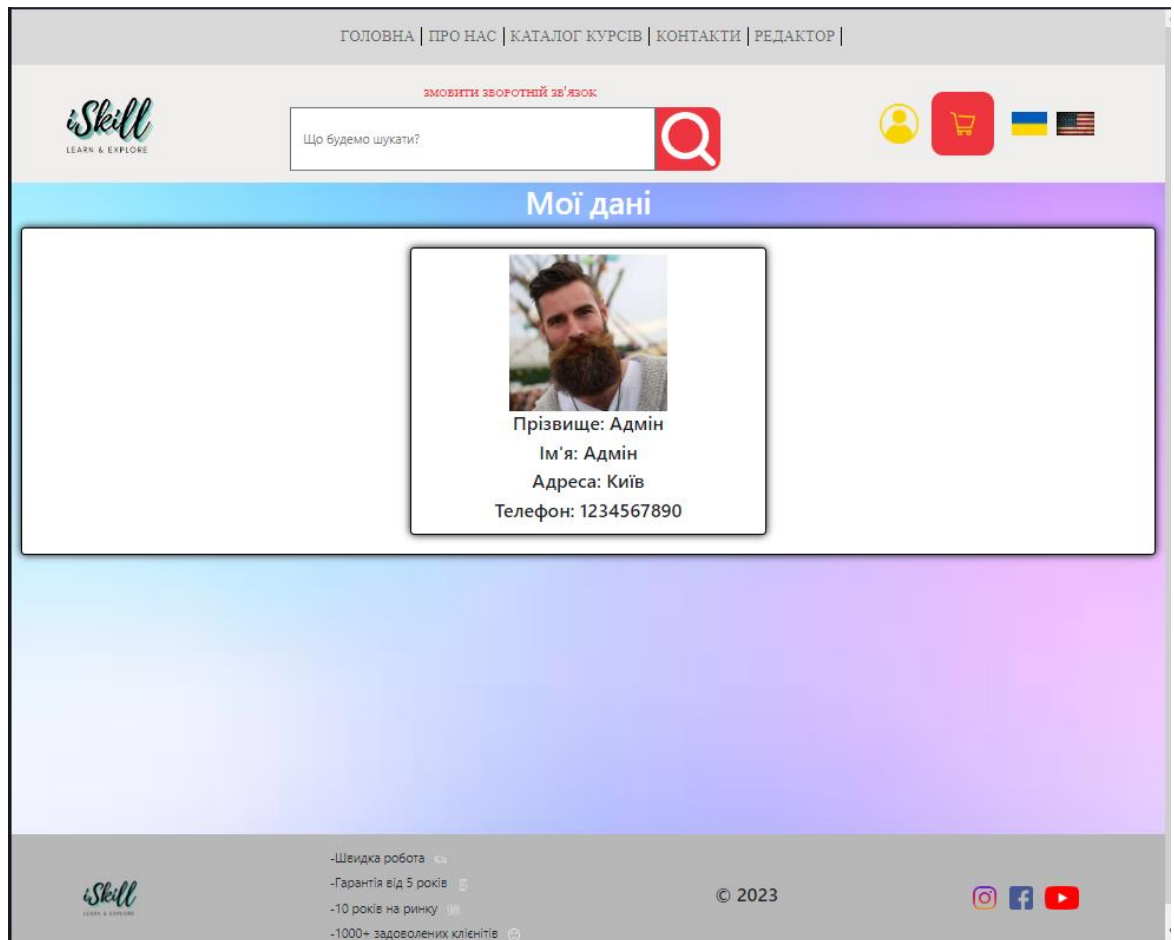 ГОЛОВНА | ПРО НАС | КАТАЛОГ КУРСІВ | КОНТАКТИ | РЕДАКТОР |
змовити зворотній зв'язок
iSkill
LEARN & EXPLORE
Що будемо шукати?
Мої дані
Прізвище: Адмін
Ім'я: Адмін
Адреса: Київ
Телефон: 1234567890
-Швидка робота
-Гарантія від 5 років
-10 років на ринку
-1000+ задоволених клієнтів
iSkill
LEARN & EXPLORE
© 2023